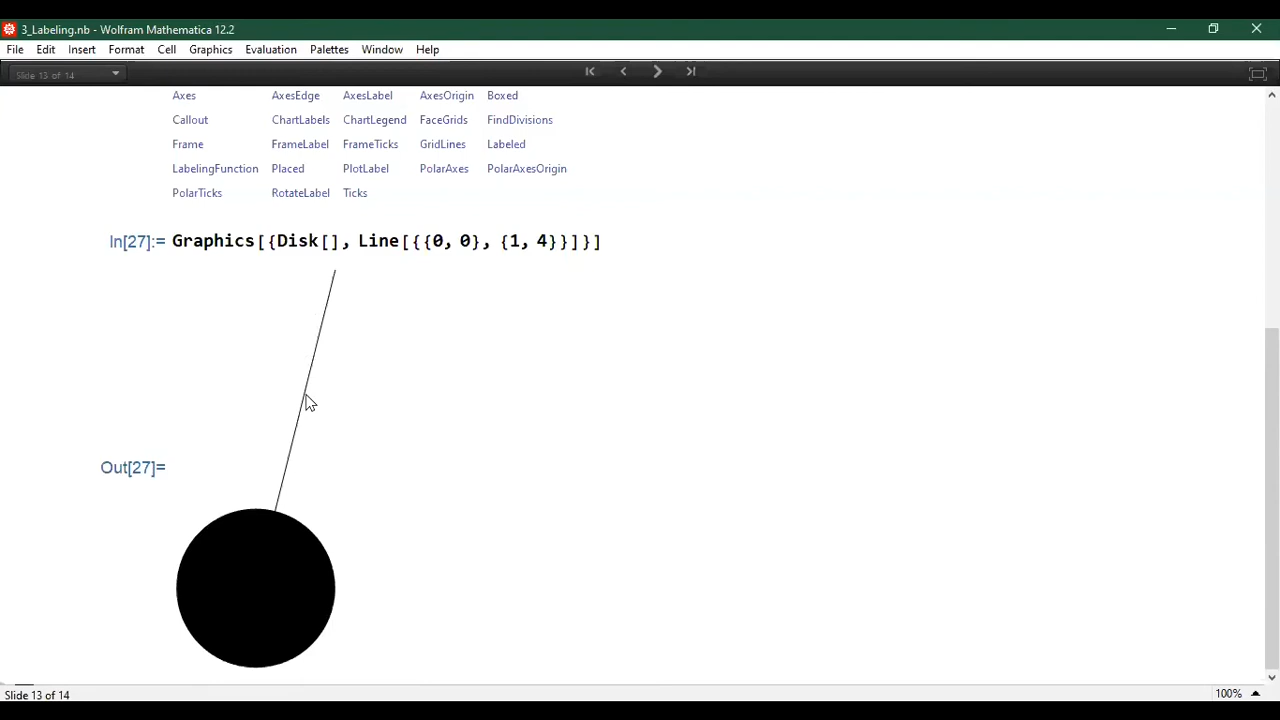 3_Labeling.nb - Wolfram Mathematica 12.2
File Edit Insert Format Cell Graphics Evaluation Palettes Window Help
Slide 13 of 14
Axes AxesEdge AxesLabel AxesOrigin Boxed
Callout ChartLabels ChartLegend FaceGrids FindDivisions
Frame FrameLabel FrameTicks GridLines Labeled
LabelingFunction Placed PlotLabel PolarAxes PolarAxesOrigin
PolarTicks RotateLabel Ticks
In[27]:= Graphics[{Disk[], Line[{{0, 0}, {1, 4}}]}]
Out[27]=
Slide 13 of 14 100%